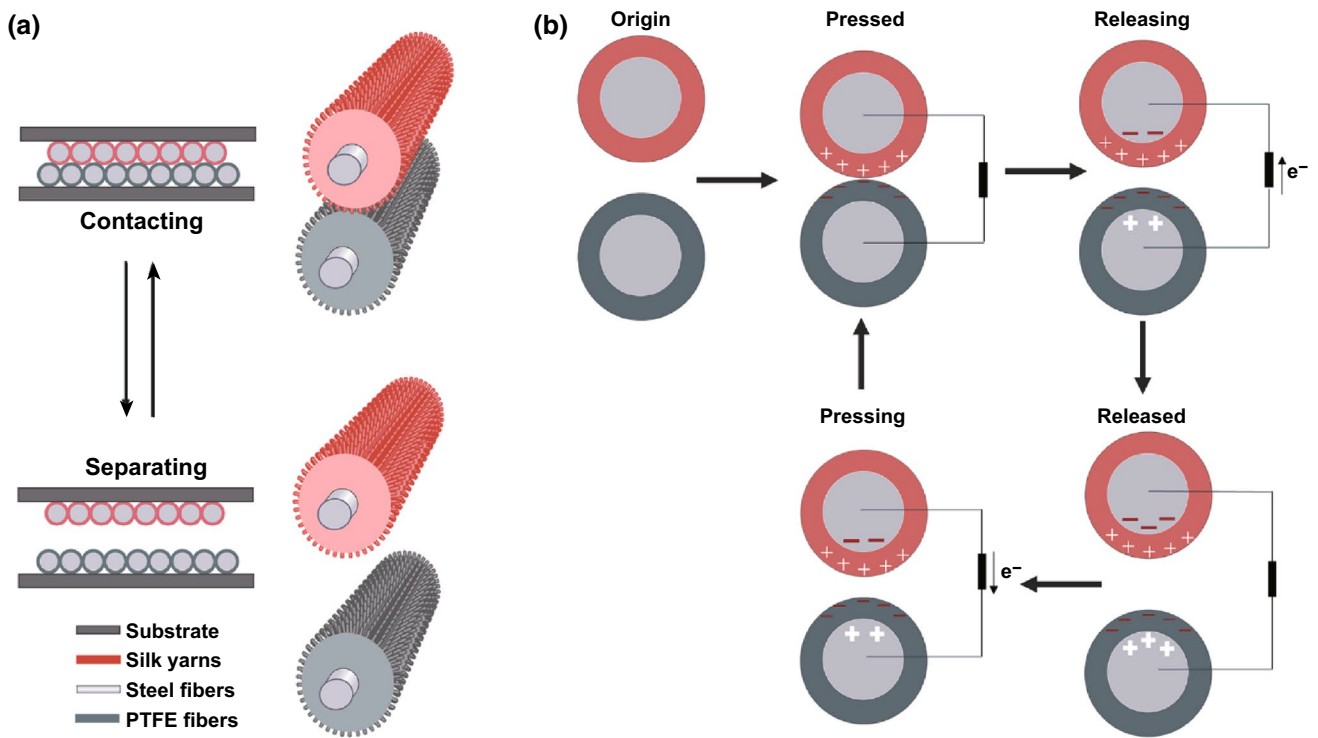 (a)
Contacting
Separating
Substrate
Silk yarns
Steel fibers
PTFE fibers
(b)
Origin
Pressed
Releasing
e⁻
Pressing
Released
e⁻